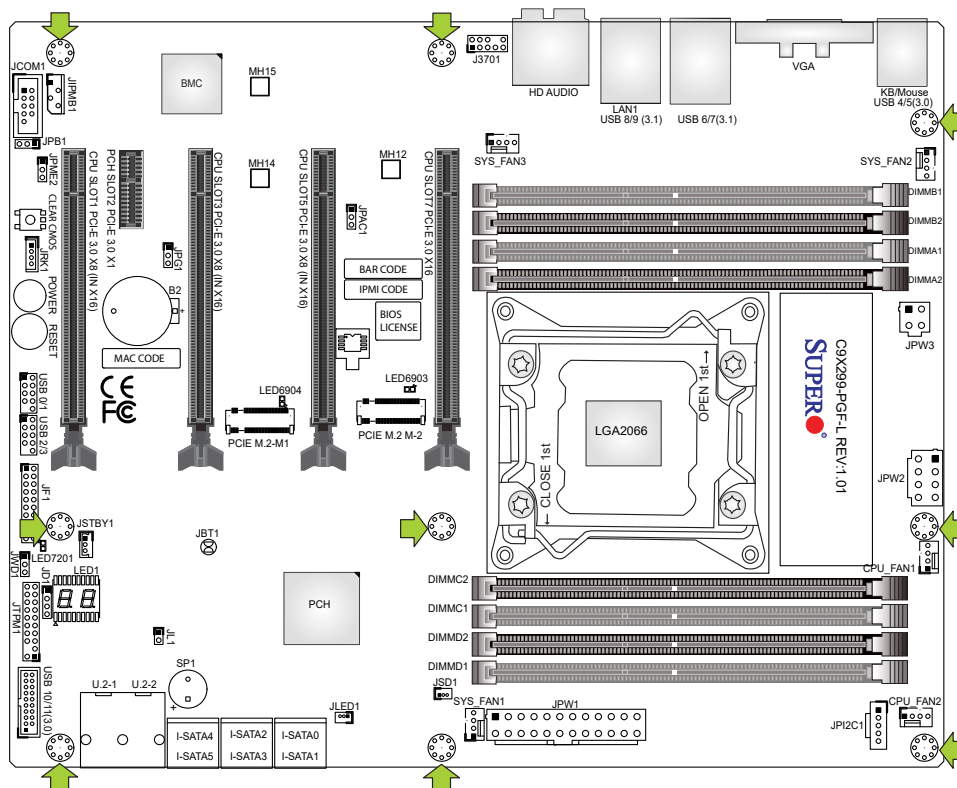 JCOM1
JIPMB1
BMC
MH15
J3701
HD AUDIO
LAN1
USB 8/9 (3.1)
USB 6/7(3.1)
VGA
KB/Mouse
USB 4/5(3.0)
JPB1
JPME2
CLEAR CMOS
JRK1
POWER
RESET
CPU SLOT1 PCI-E 3.0 X8 (IN X16)
PCH SLOT2 PCI-E 3.0 X1
CPU SLOT3 PCI-E 3.0 X8 (IN X16)
CPU SLOT5 PCI-E 3.0 X8 (IN X16)
CPU SLOT7 PCI-E 3.0 X16
MH14
MH12
JPG1
JPAC1
B2
+
BAR CODE
IPMI CODE
BIOS
LICENSE
MAC CODE
CE
FC
SYS_FAN3
SYS_FAN2
DIMMB1
DIMMB2
DIMMA1
DIMMA2
JPW3
LED6904
LED6903
PCIE M.2-M1
PCIE M.2 M-2
USB 0/1
USB 2/3
LGA2066
OPEN 1st
CLOSE 1st
SUPER
C9X299-PGF-L REV:1.01
JPW2
JF1
JSTBY1
JBT1
LED7201
JWD1
JD1
LED1
88
JTPM1
PCH
JL1
CPU_FAN1
DIMMC2
DIMMC1
DIMMD2
DIMMD1
USB 10/11(3.0)
U.2-1
U.2-2
SP1
+
JLED1
JSD1
SYS_FAN1
JPW1
JPI2C1
CPU_FAN2
I-SATA4
I-SATA2
I-SATA0
I-SATA5
I-SATA3
I-SATA1